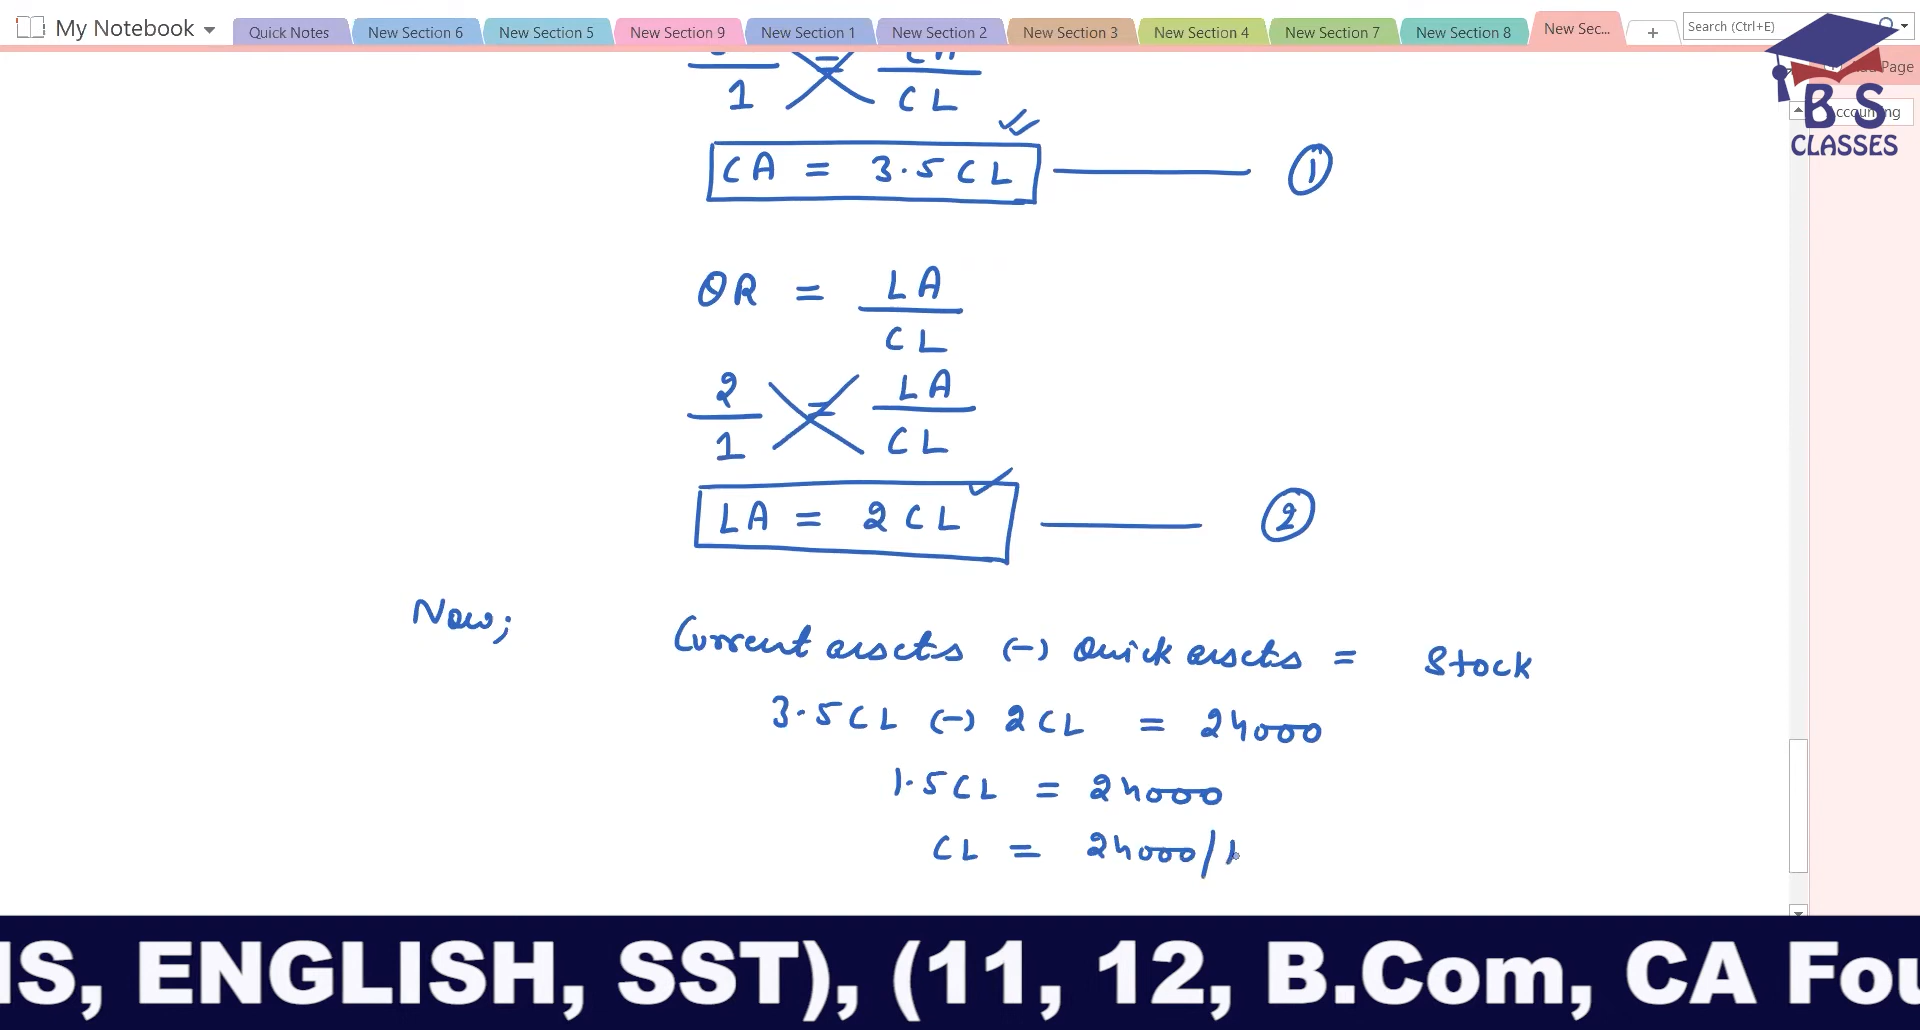 My Notebook Quick Notes New Section 6 New Section 5 New Section 9 New Section 1 New Section 2 New Section 3 New Section 4 New Section 7 New Section 8 New Sec... + Search (Ctrl+E)
Page
B S
CLASSES
1 CL
CA = 3.5 CL ①
QR = LA
CL
2 = LA
1 CL
LA = 2 CL ②
Now; Current assets (-) Quick assets = Stock
3.5 CL (-) 2 CL = 24000
1.5 CL = 24000
CL = 24000/1
IS, ENGLISH, SST), (11, 12, B.Com, CA Fou